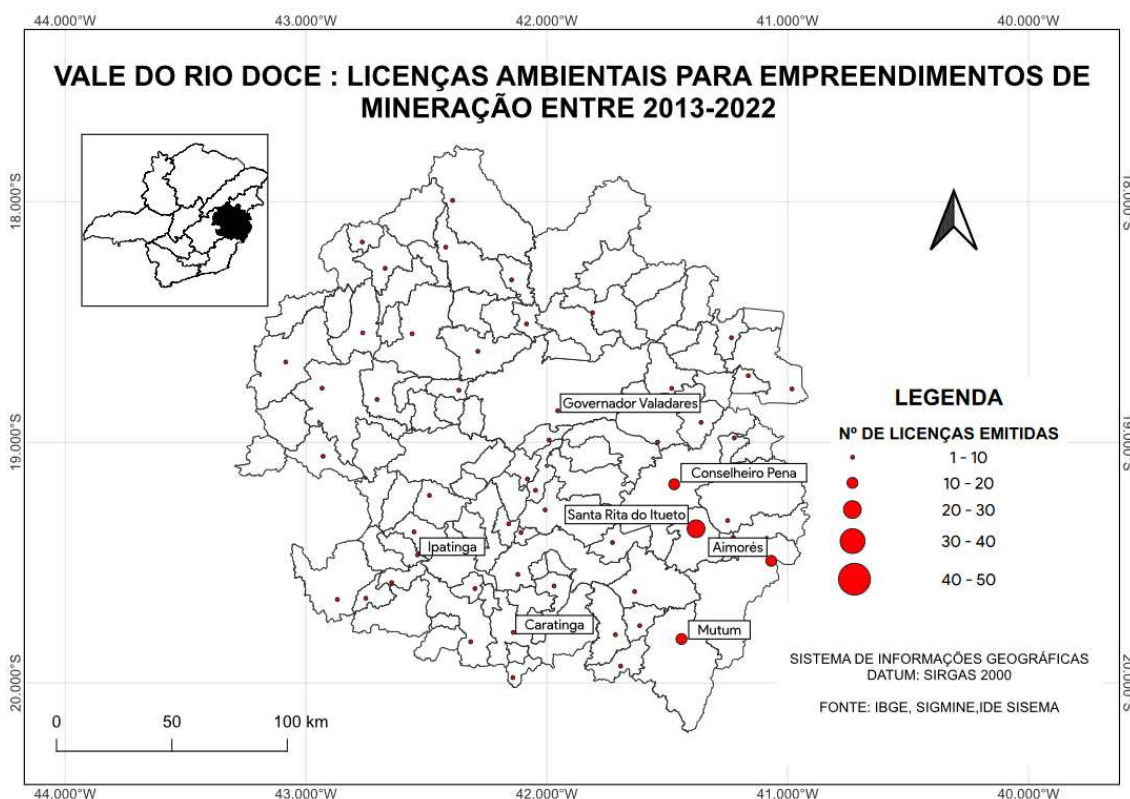 44.000°W 43.000°W 42.000°W 41.000°W 40.000°W
VALE DO RIO DOCE : LICENÇAS AMBIENTAIS PARA EMPREENDIMENTOS DE
MINERAÇÃO ENTRE 2013-2022
18.000°S
18.000°S
Governador Valadares
LEGENDA
Nº DE LICENÇAS EMITIDAS
1 - 10
10 - 20
20 - 30
30 - 40
40 - 50
19.000°S
19.000°S
Conselheiro Pena
Santa Rita do Itueto
Aimorés
Ipatinga
Caratinga
Mutum
SISTEMA DE INFORMAÇÕES GEOGRÁFICAS
DATUM: SIRGAS 2000
FONTE: IBGE, SIGMINE,IDE SISEMA
20.000°S
20.000°S
0 50 100 km
44.000°W 43.000°W 42.000°W 41.000°W 40.000°W